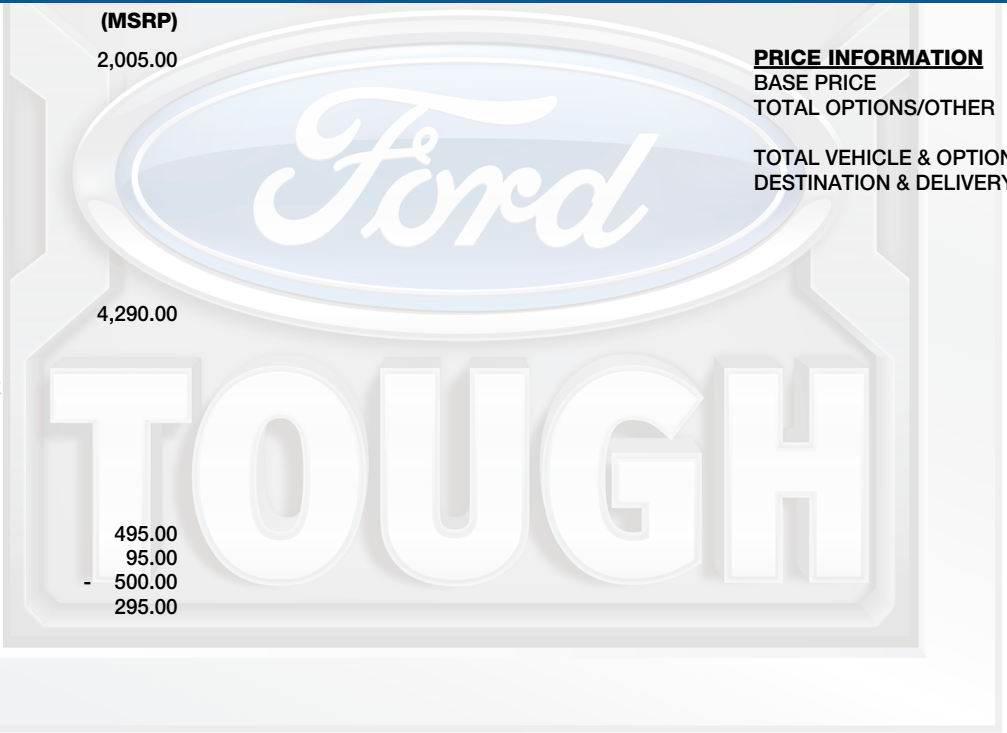 (MSRP)
2,005.00
4,290.00
495.00
95.00
- 500.00
295.00
PRICE INFORMATION
BASE PRICE
TOTAL OPTIONS/OTHER
TOTAL VEHICLE & OPTION
DESTINATION & DELIVERY
Ford
TOUGH